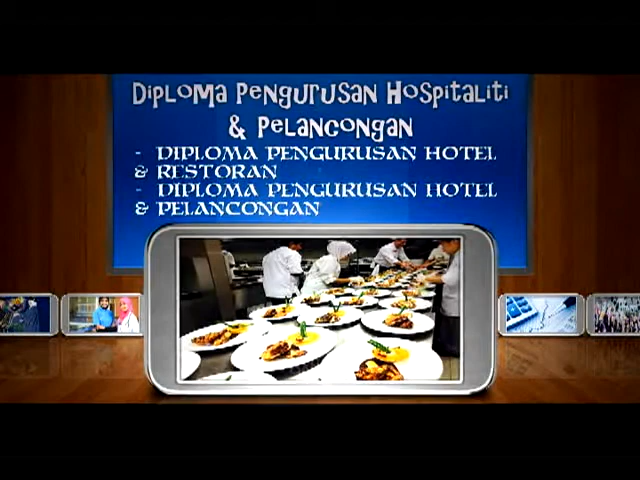 Diploma Pengurusan Hospitaliti
& Pelancongan
- DIPLOMA PENGURUSAN HOTEL
& RESTORAN
- DIPLOMA PENGURUSAN HOTEL
& PELANCONGAN